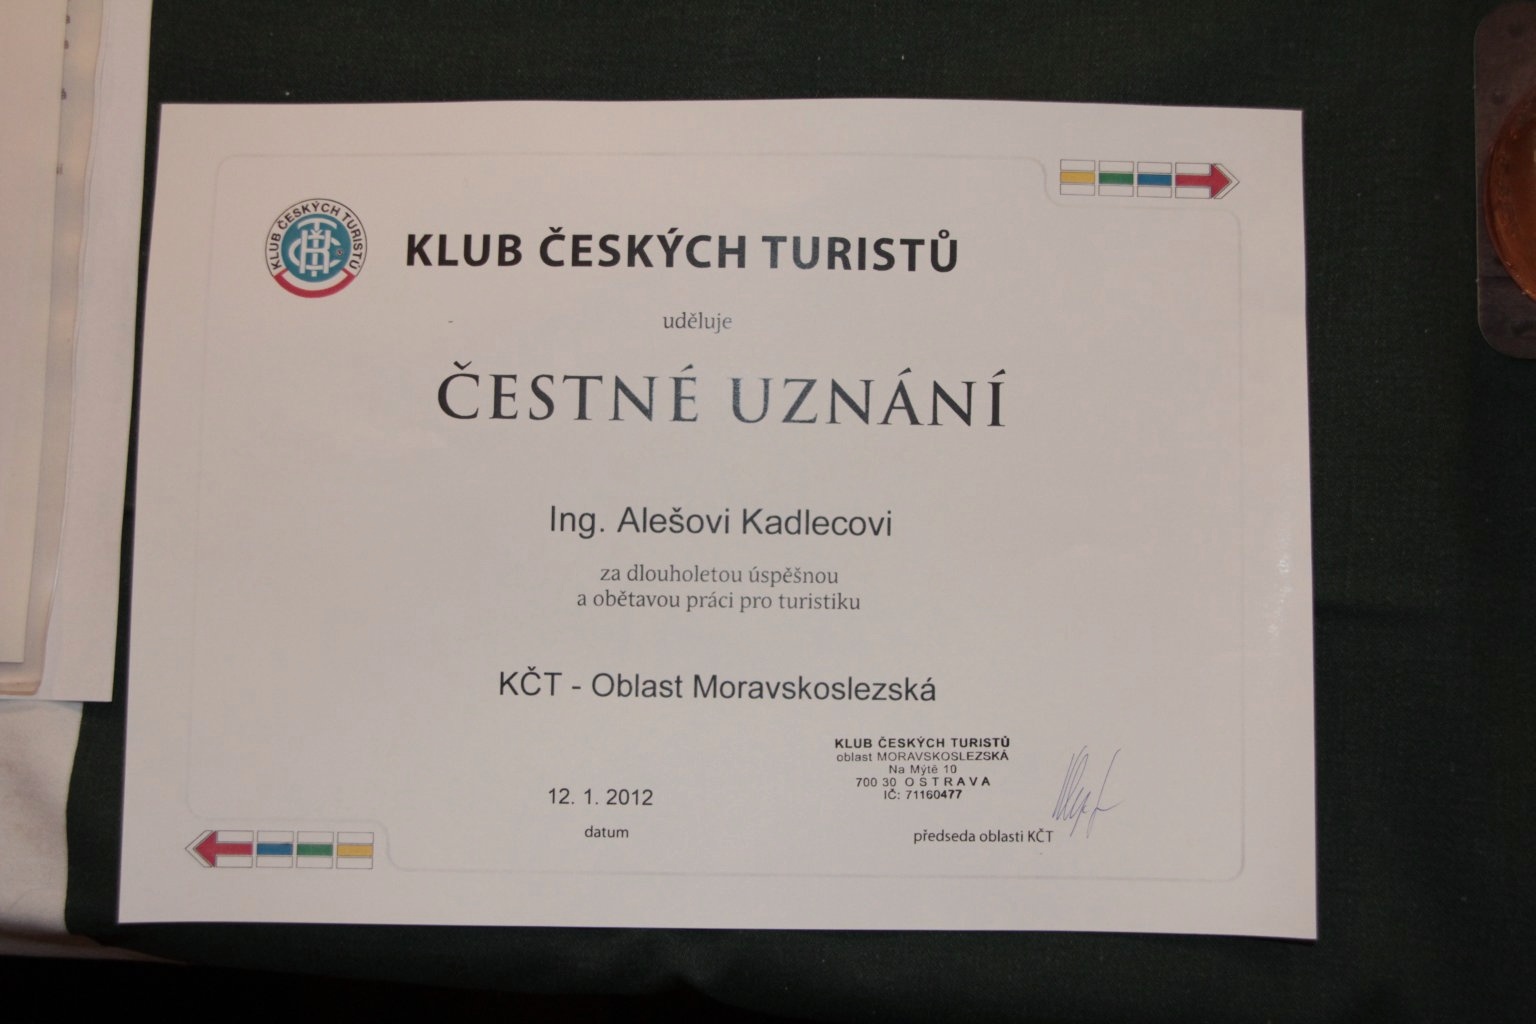 KLUB ČESKÝCH TURISTŮ
KLUB ČESKÝCH TURISTŮ
uděluje
ČESTNÉ UZNÁNÍ
Ing. Alešovi Kadlecovi
za dlouholetou úspěšnou
a obětavou práci pro turistiku
KČT - Oblast Moravskoslezská
KLUB ČESKÝCH TURISTŮ
oblast MORAVSKOSLEZSKÁ
Na Mýtě 10
700 30 OSTRAVA
IČ: 71160477
12. 1. 2012
datum
předseda oblasti KČT